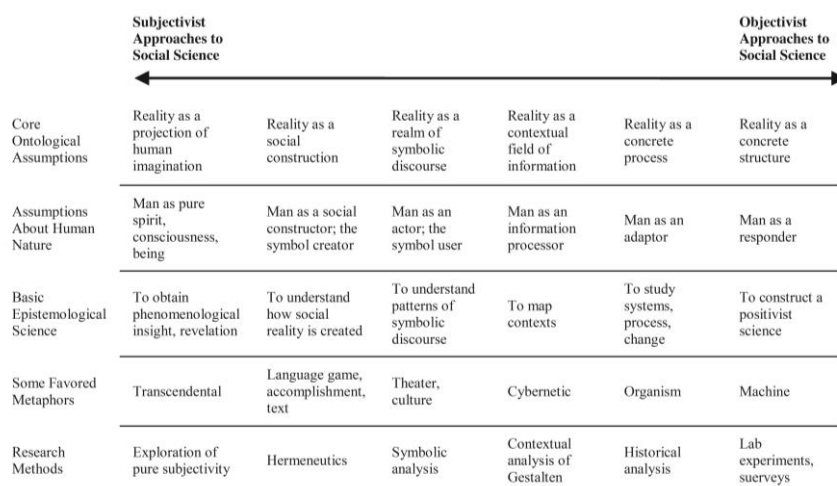 Subjectivist
Approaches to
Social Science
Objectivist
Approaches to
Social Science
Core
Ontological
Assumptions
Reality as a
projection of
human
imagination
Reality as a
social
construction
Reality as a
realm of
symbolic
discourse
Reality as a
contextual
field of
information
Reality as a
concrete
process
Reality as a
concrete
structure
Assumptions
About Human
Nature
Man as pure
spirit,
consciousness,
being
Man as a social
constructor; the
symbol creator
Man as an
actor; the
symbol user
Man as an
information
processor
Man as an
adaptor
Man as a
responder
Basic
Epistemological
Science
To obtain
phenomenological
insight, revelation
To understand
how social
reality is created
To understand
patterns of
symbolic
discourse
To map
contexts
To study
systems,
process,
change
To construct a
positivist
science
Some Favored
Metaphors
Transcendental
Language game,
accomplishment,
text
Theater,
culture
Cybernetic
Organism
Machine
Research
Methods
Exploration of
pure subjectivity
Hermeneutics
Symbolic
analysis
Contextual
analysis of
Gestalten
Historical
analysis
Lab
experiments,
suerveys